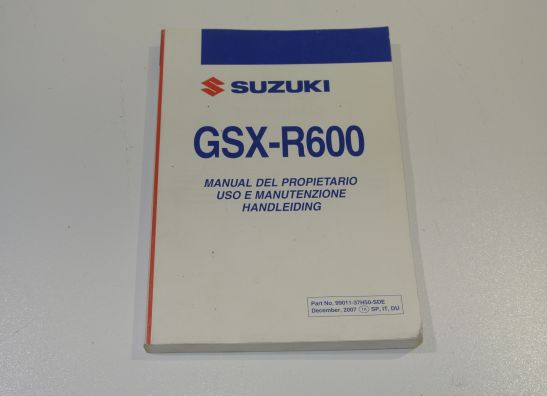 SUZUKI
GSX-R600
MANUAL DEL PROPIETARIO
USO E MANUTENZIONE
HANDLEIDING
Part No. 99011-37H50-SDE
December, 2007 TK SP, IT, DU